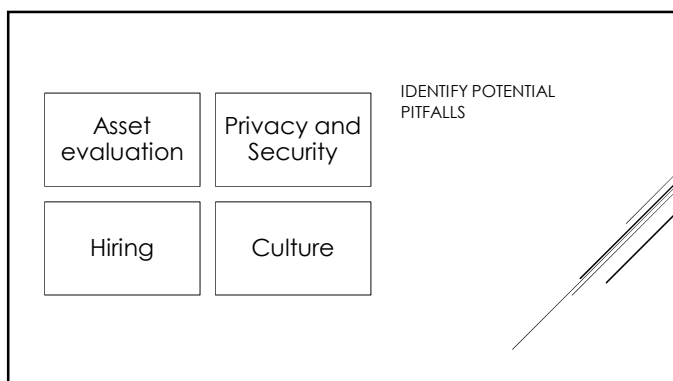 IDENTIFY POTENTIAL
PITFALLS
Asset
evaluation
Privacy and
Security
Hiring
Culture